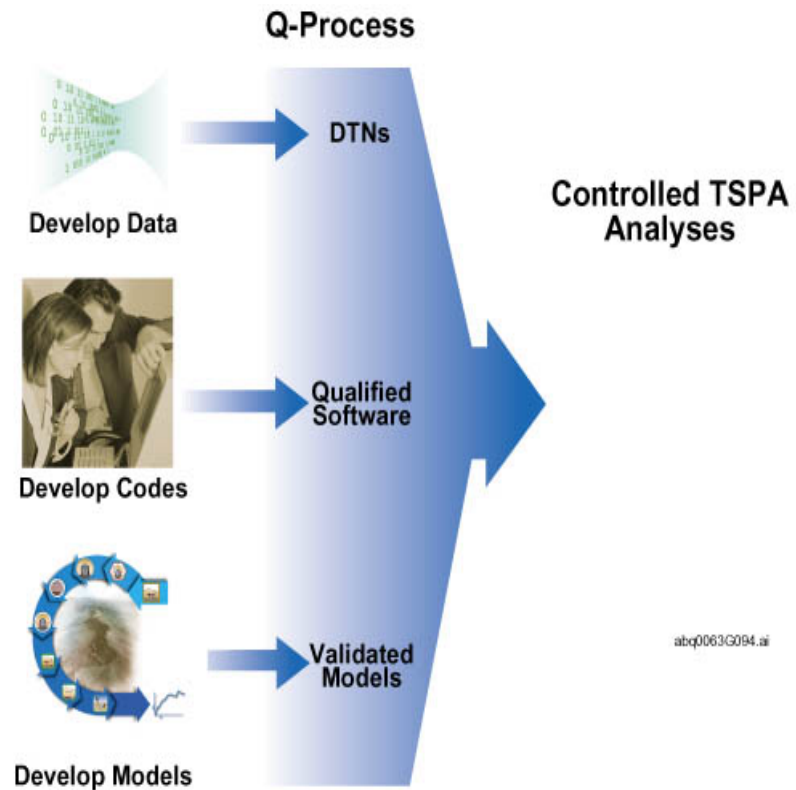 Q-Process
DTNs
Develop Data
Controlled TSPA
Analyses
Qualified
Software
Develop Codes
Validated
Models
abq0063G094.ai
Develop Models